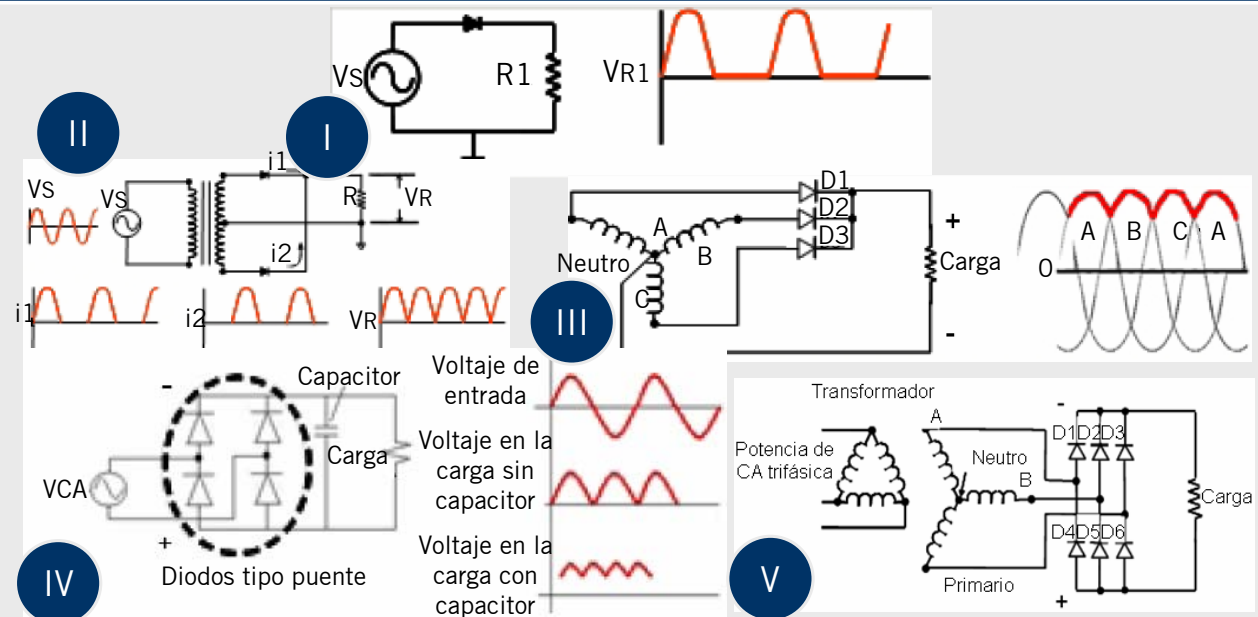 I
VS
R1
VR1
II
VS
VS
i1
R
VR
i2
i1
i2
VR
III
Neutro
A
B
C
D1
D2
D3
+
Carga
-
0
A B C A
IV
VCA
-
+
Capacitor
Carga
Diodos tipo puente
Voltaje de
entrada
Voltaje en la
carga sin
capacitor
Voltaje en la
carga con
capacitor
V
Transformador
Potencia de
CA trifásica
A
Neutro
B
Primario
-
D1D2D3
D4D5D6
+
Carga